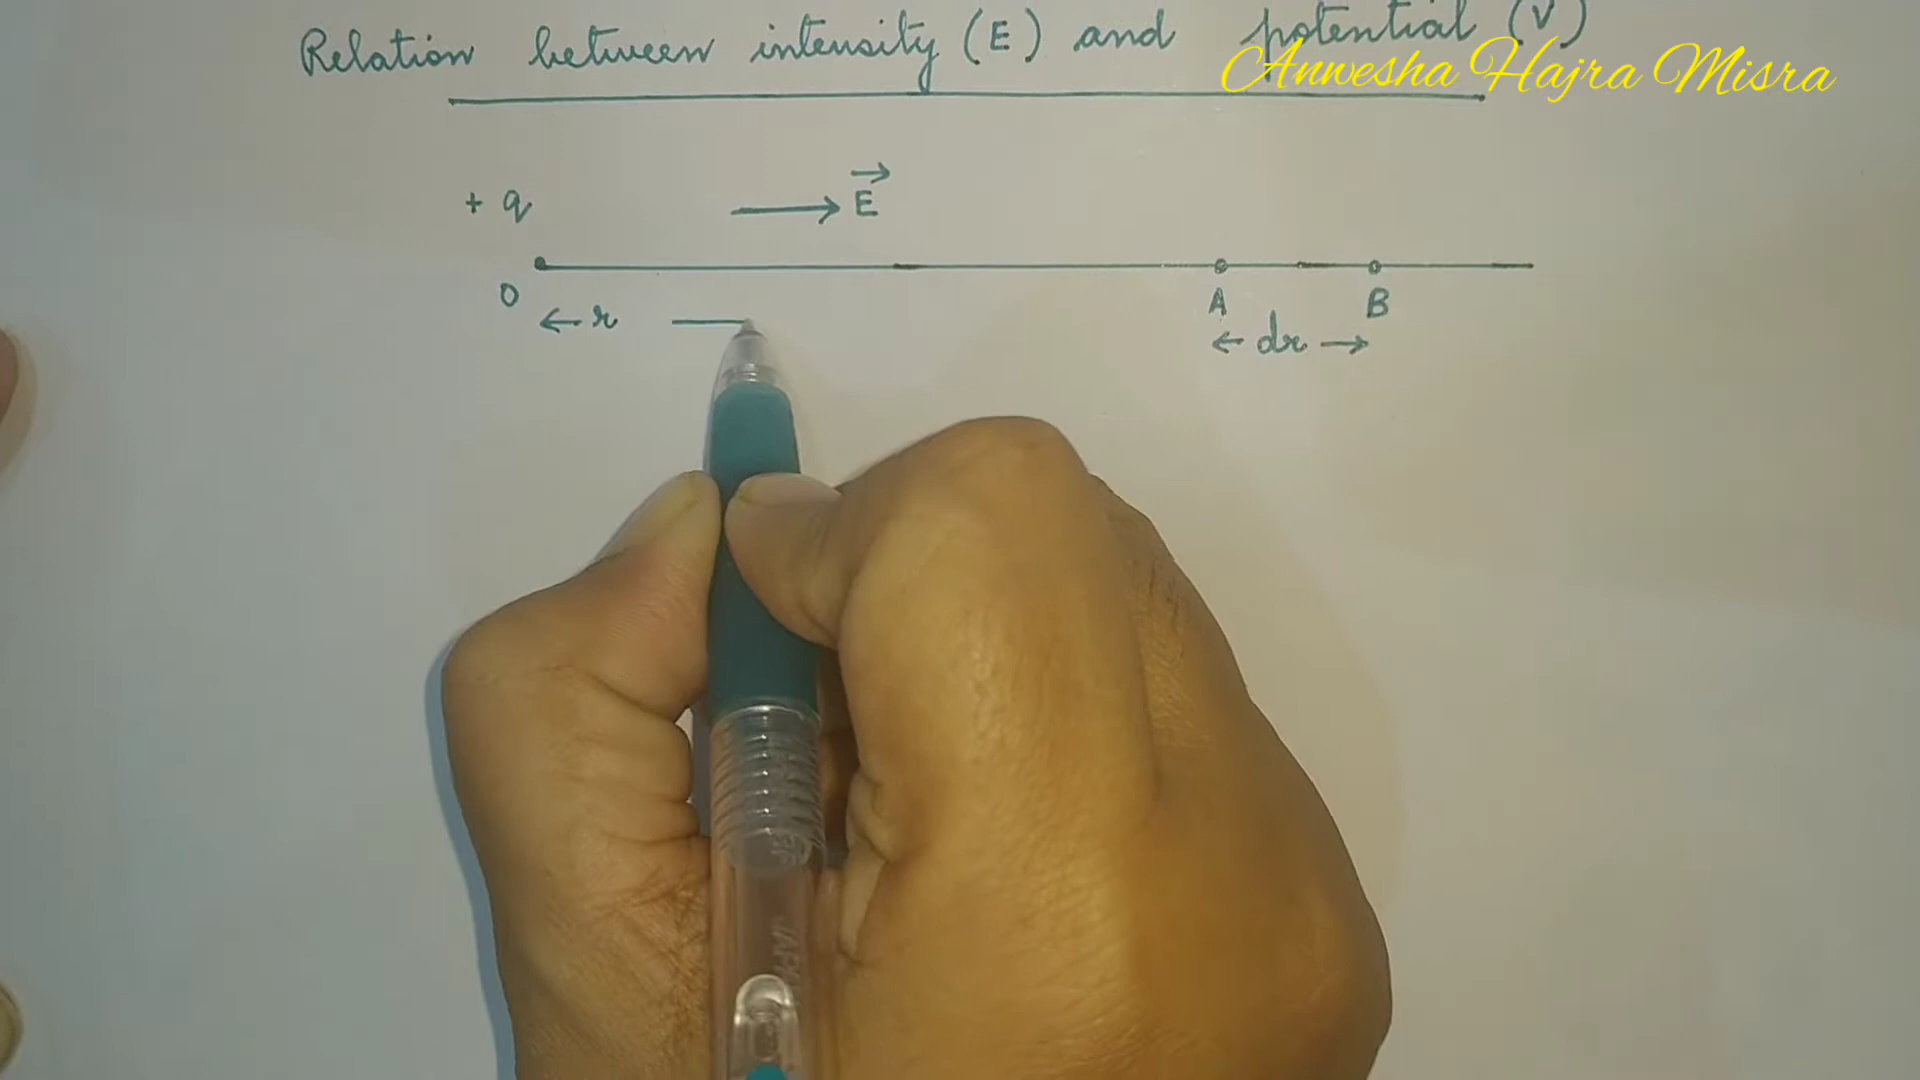 Relation between intensity (E) and potential (V)
Anwesha Hajra Misra
→
+ q → E
O A B
← r —
← dr →